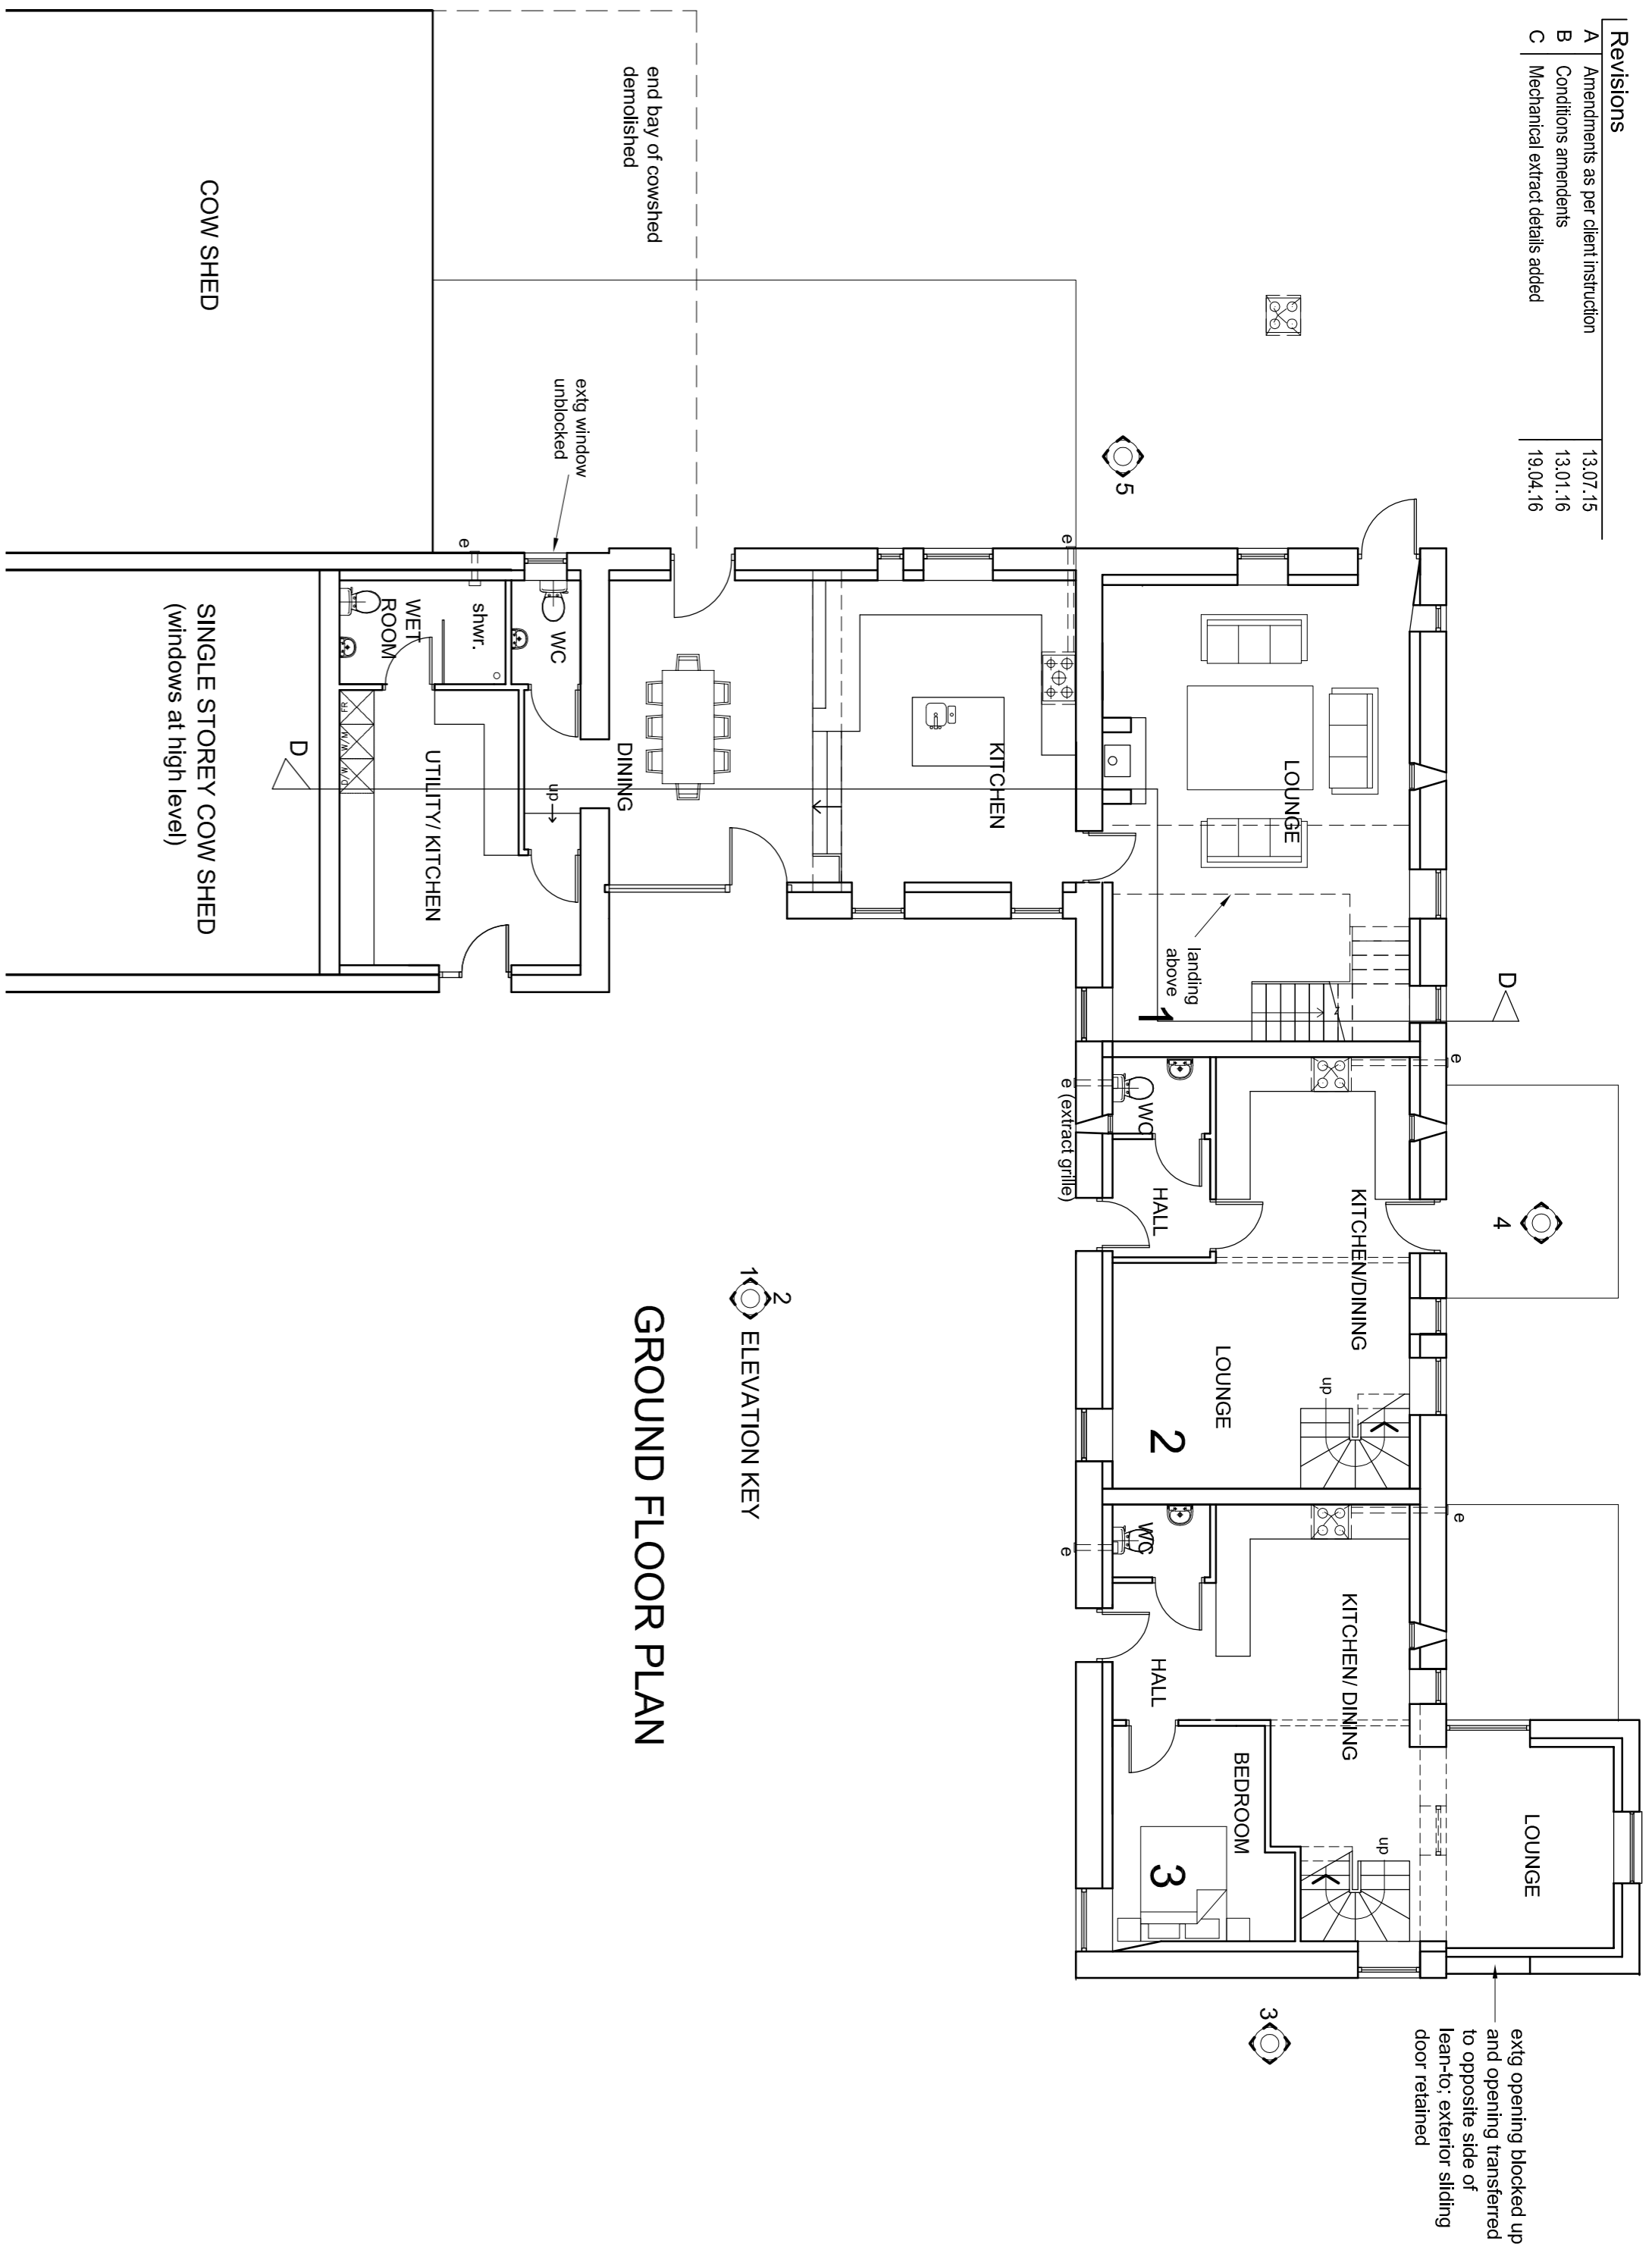 Revisions
A Amendments as per client instruction 13.07.15
B Conditions amendents 13.01.16
C Mechanical extract details added 19.04.16
extg opening blocked up
and opening transferred
to opposite side of
lean-to; exterior sliding
door retained
LOUNGE
4
D
e
e
KITCHEN/DINING
KITCHEN/ DINING
up
up
LOUNGE
LOUNGE
BEDROOM
3
landing
above
1
WC
HALL
2
WC
HALL
3
5
e
e (extract grille)
e
KITCHEN
DINING
1
2
ELEVATION KEY
GROUND FLOOR PLAN
end bay of cowshed
demolished
extg window
unblocked
WC
up
e
shwr.
WET
ROOM
UTILITY/ KITCHEN
FR
W/M
W/D
D
COW SHED
SINGLE STOREY COW SHED
(windows at high level)